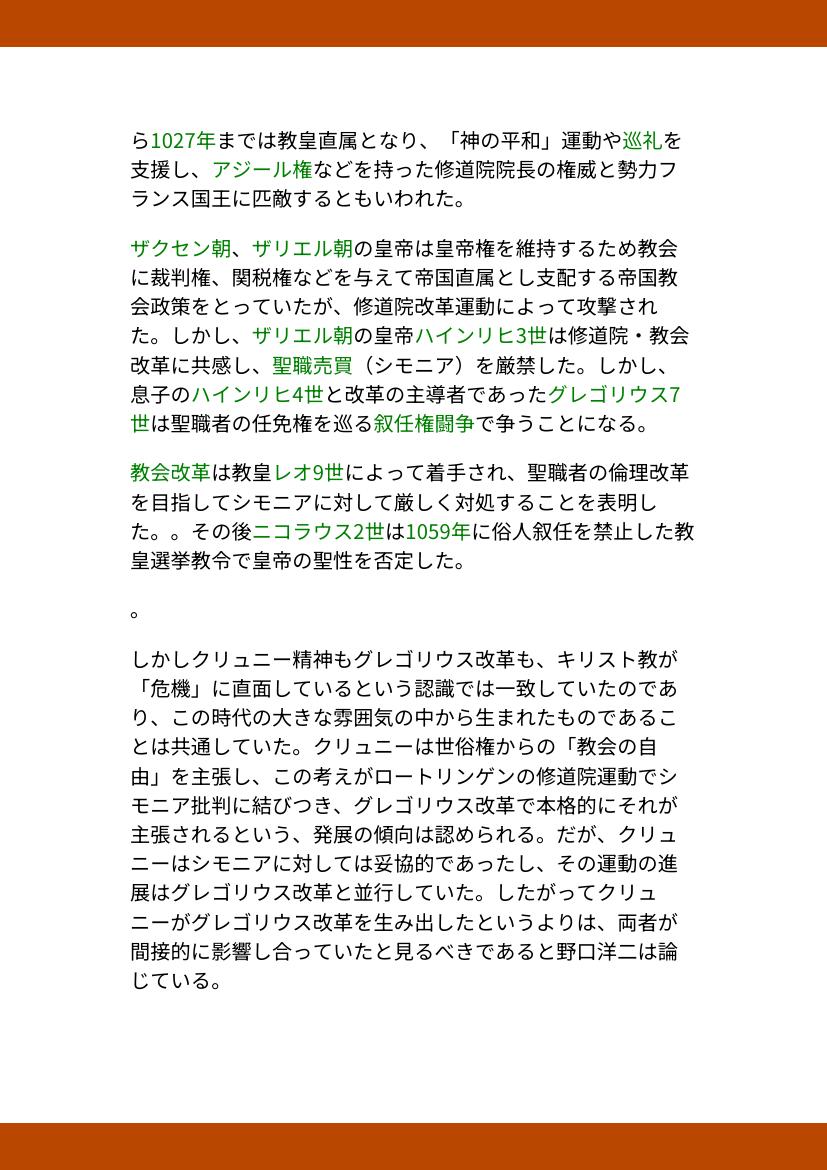 ら1027年までは教皇直属となり、「神の平和」運動や巡礼を
支援し、アジール権などを持った修道院院長の権威と勢力フ
ランス国王に匹敵するともいわれた。
ザクセン朝、ザリエル朝の皇帝は皇帝権を維持するため教会
に裁判権、関税権などを与えて帝国直属とし支配する帝国教
会政策をとっていたが、修道院改革運動によって攻撃され
た。しかし、ザリエル朝の皇帝ハインリヒ3世は修道院・教会
改革に共感し、聖職売買（シモニア）を厳禁した。しかし、
息子のハインリヒ4世と改革の主導者であったグレゴリウス7
世は聖職者の任免権を巡る叙任権闘争で争うことになる。
教会改革は教皇レオ9世によって着手され、聖職者の倫理改革
を目指してシモニアに対して厳しく対処することを表明し
た。。その後ニコラウス2世は1059年に俗人叙任を禁止した教
皇選挙教令で皇帝の聖性を否定した。
。
しかしクリュニー精神もグレゴリウス改革も、キリスト教が
「危機」に直面しているという認識では一致していたのであ
り、この時代の大きな雰囲気の中から生まれたものであるこ
とは共通していた。クリュニーは世俗権からの「教会の自
由」を主張し、この考えがロートリンゲンの修道院運動でシ
モニア批判に結びつき、グレゴリウス改革で本格的にそれが
主張されるという、発展の傾向は認められる。だが、クリュ
ニーはシモニアに対しては妥協的であったし、その運動の進
展はグレゴリウス改革と並行していた。したがってクリュ
ニーがグレゴリウス改革を生み出したというよりは、両者が
間接的に影響し合っていたと見るべきであると野口洋二は論
じている。